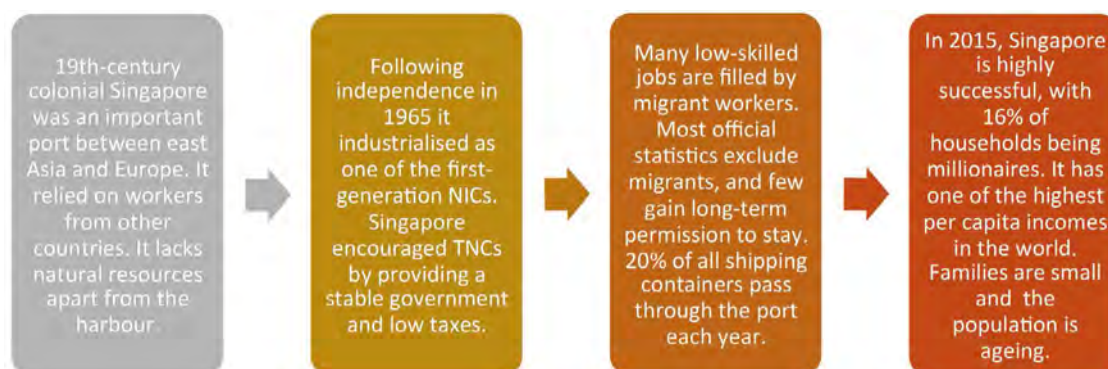 19th-century
colonial Singapore
was an important
port between east
Asia and Europe. It
relied on workers
from other
countries. It lacks
natural resources
apart from the
harbour.
Following
independence in
1965 it
industrialised as
one of the first-
generation NICs.
Singapore
encouraged TNCs
by providing a
stable government
and low taxes.
Many low-skilled
jobs are filled by
migrant workers.
Most official
statistics exclude
migrants, and few
gain long-term
permission to stay.
20% of all shipping
containers pass
through the port
each year.
In 2015, Singapore
is highly
successful, with
16% of
households being
millionaires. It has
one of the highest
per capita incomes
in the world.
Families are small
and the
population is
ageing.